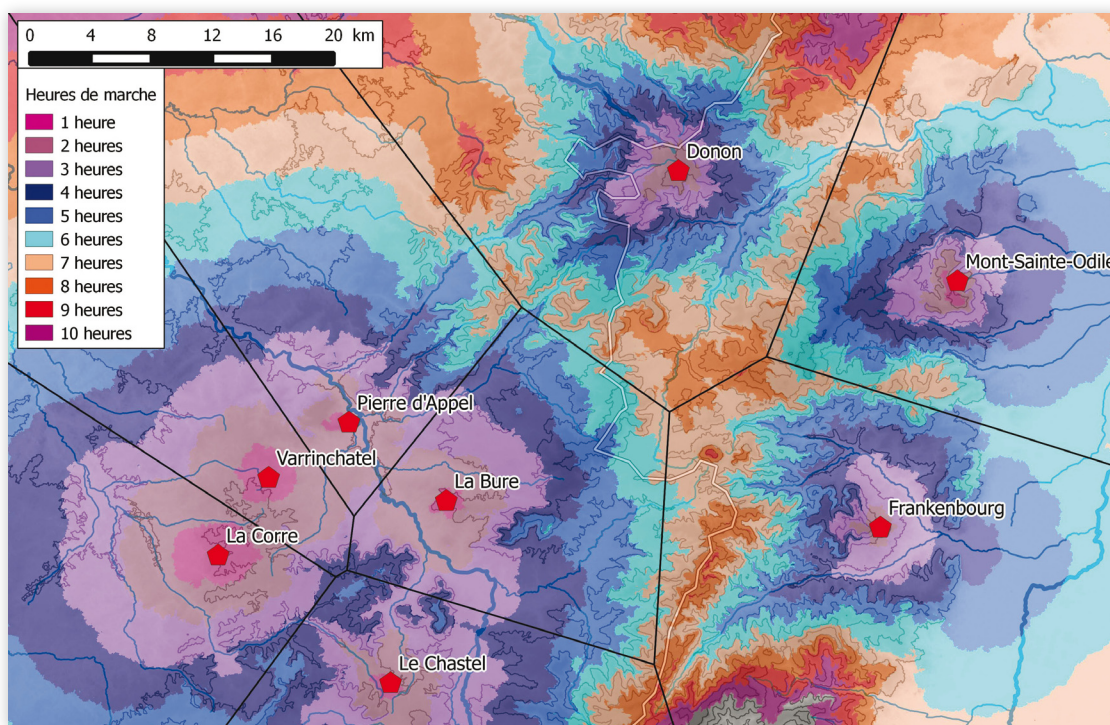 0 4 8 12 16 20 km
Heures de marche
1 heure
2 heures
3 heures
4 heures
5 heures
6 heures
7 heures
8 heures
9 heures
10 heures
Donon
Mont-Sainte-Odile
Pierre d'Appel
Varrinchatel
La Bure
Frankenbourg
La Corre
Le Chastel